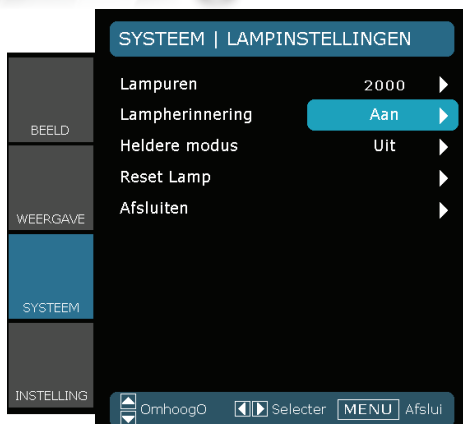 SYSTEEM | LAMPINSTELLINGEN
Lampuren 2000
Lampherinnering Aan
Heldere modus Uit
Reset Lamp
Afsluiten
BEELD
WEERGAVE
SYSTEEM
INSTELLING
OmhoogO Selecter MENU Afslui